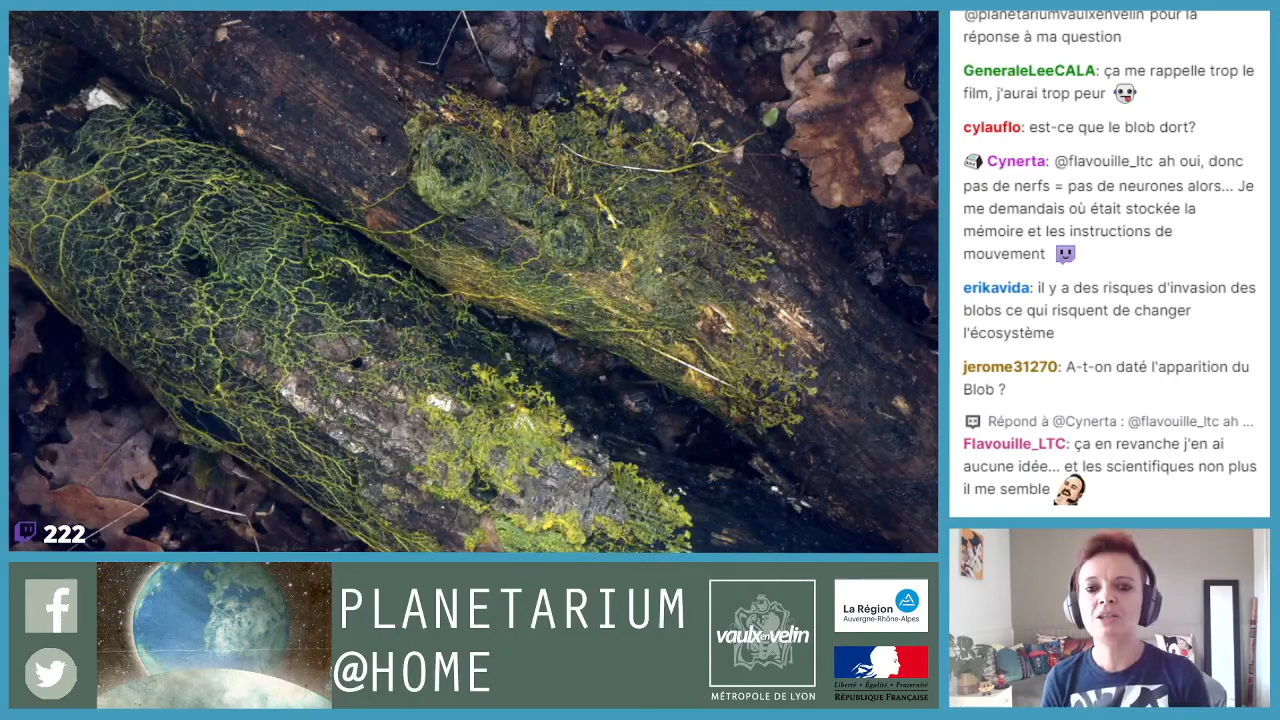 @planetariumvaulxenvelin pour la
réponse à ma question
GeneraleLeeCALA: ça me rappelle trop le
film, j'aurai trop peur
cylauflo: est-ce que le blob dort?
Cynerta: @flavouille_ltc ah oui, donc
pas de nerfs = pas de neurones alors... Je
me demandais où était stockée la
mémoire et les instructions de
mouvement
erikavida: il y a des risques d'invasion des
blobs ce qui risquent de changer
l'écosystème
jerome31270: A-t-on daté l'apparition du
Blob ?
Répond à @Cynerta : @flavouille_ltc ah ...
Flavouille_LTC: ça en revanche j'en ai
aucune idée... et les scientifiques non plus
il me semble
222
PLANETARIUM
@HOME
vaulxenvelin
MÉTROPOLE DE LYON
La Région
Auvergne-Rhône-Alpes
Liberté • Égalité • Fraternité
RÉPUBLIQUE FRANÇAISE